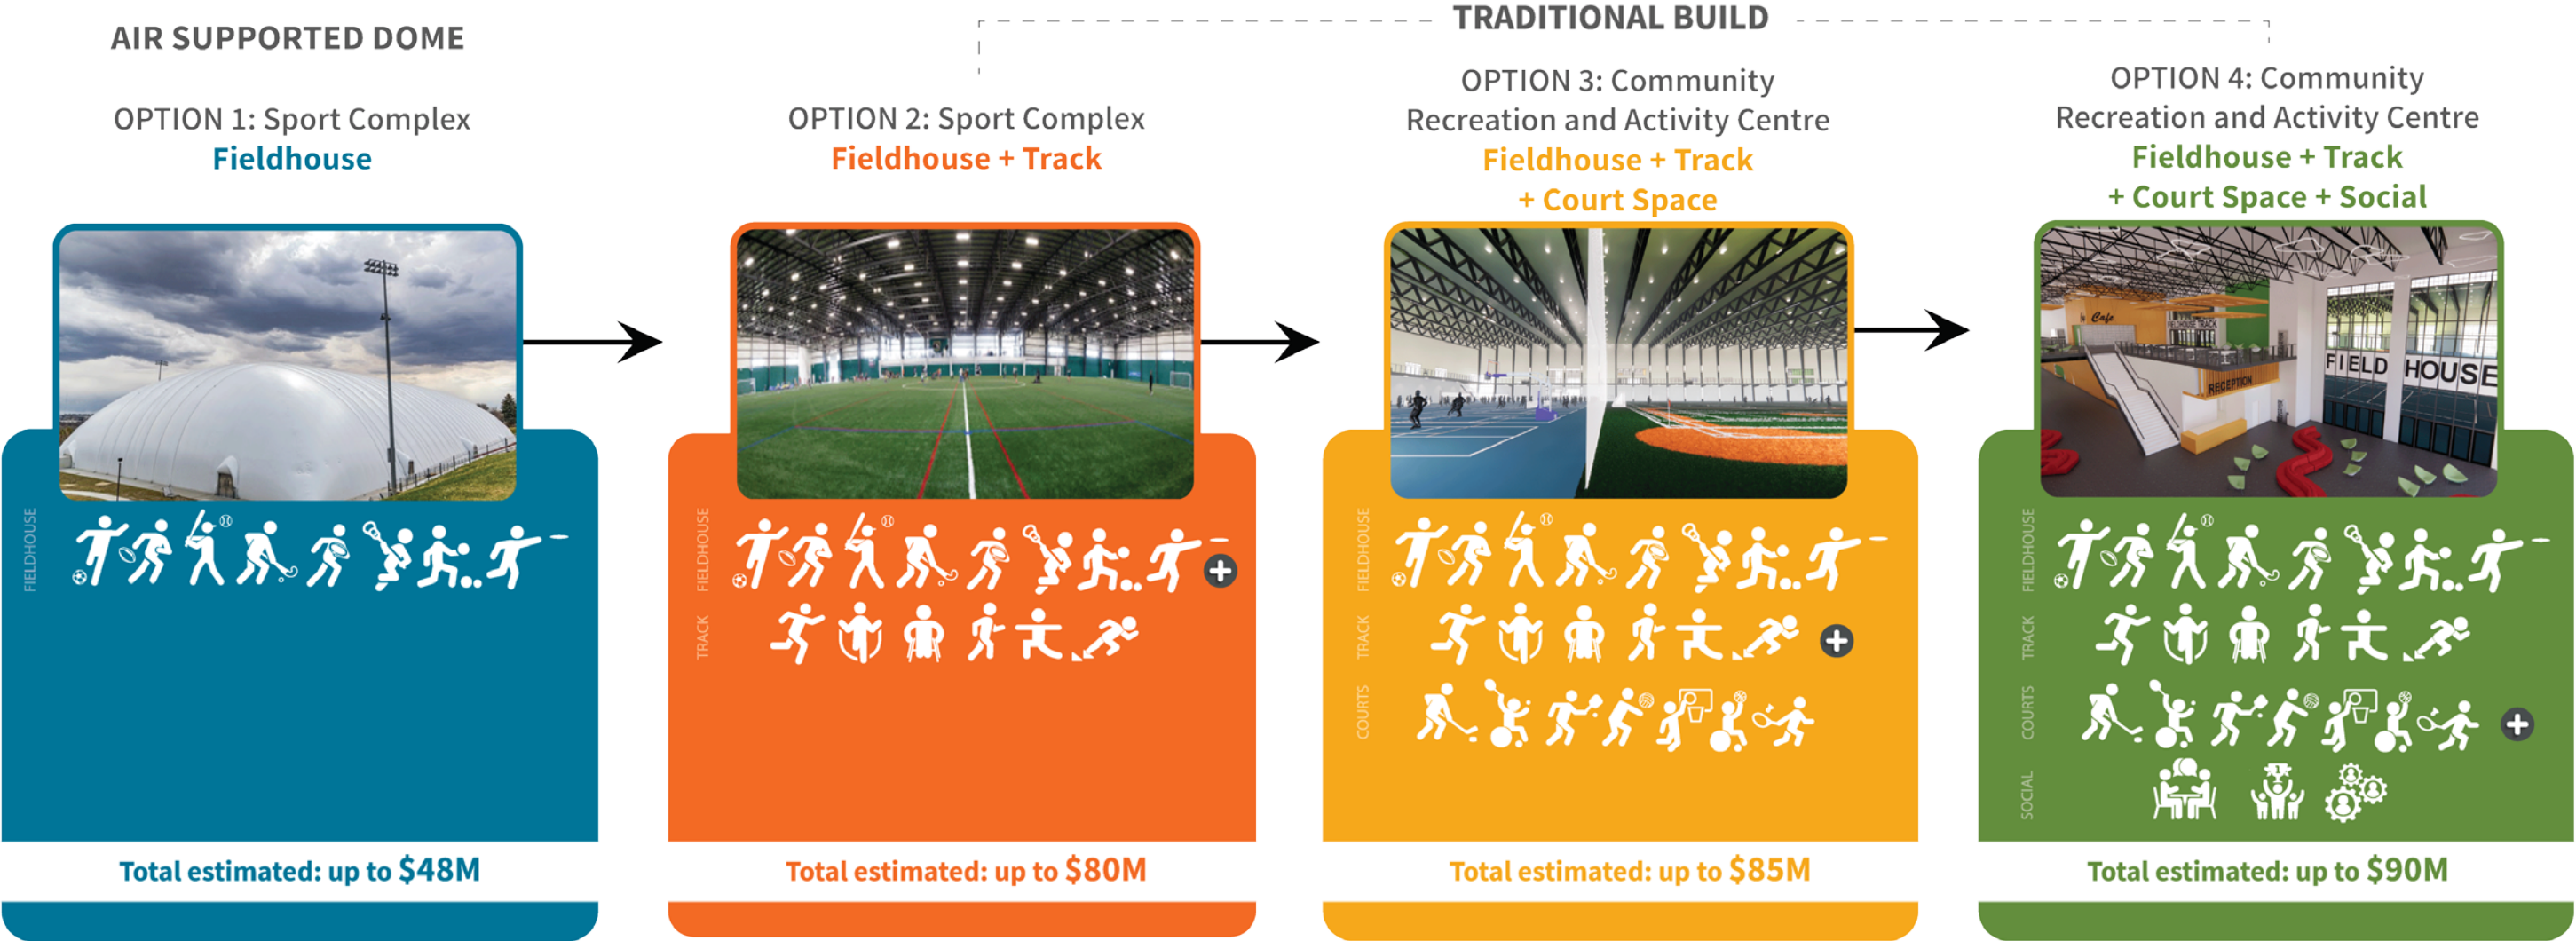 AIR SUPPORTED DOME
OPTION 1: Sport Complex
Fieldhouse
FIELDHOUSE
Total estimated: up to $48M
TRADITIONAL BUILD
OPTION 2: Sport Complex
Fieldhouse + Track
FIELDHOUSE
TRACK
Total estimated: up to $80M
OPTION 3: Community
Recreation and Activity Centre
Fieldhouse + Track
+ Court Space
FIELDHOUSE
TRACK
COURTS
Total estimated: up to $85M
OPTION 4: Community
Recreation and Activity Centre
Fieldhouse + Track
+ Court Space + Social
Cafe
FIELDHOUSE TRACK
FIELD HOUSE
RECEPTION
FIELDHOUSE
TRACK
COURTS
SOCIAL
Total estimated: up to $90M